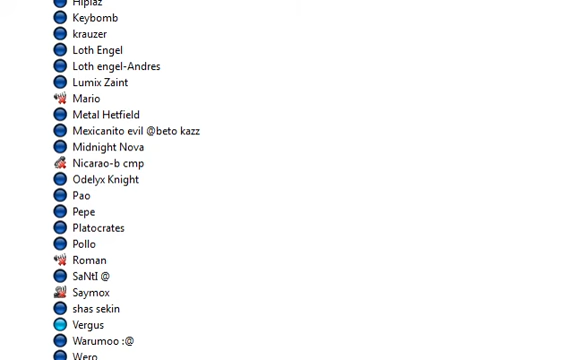 Hiplaz
Keybomb
krauzer
Loth Engel
Loth engel-Andres
Lumix Zaint
Mario
Metal Hetfield
Mexicanito evil @beto kazz
Midnight Nova
Nicarao-b cmp
Odelyx Knight
Pao
Pepe
Platocrates
Pollo
Roman
SaNtI @
Saymox
shas sekin
Vergus
Warumoo :@
Wero